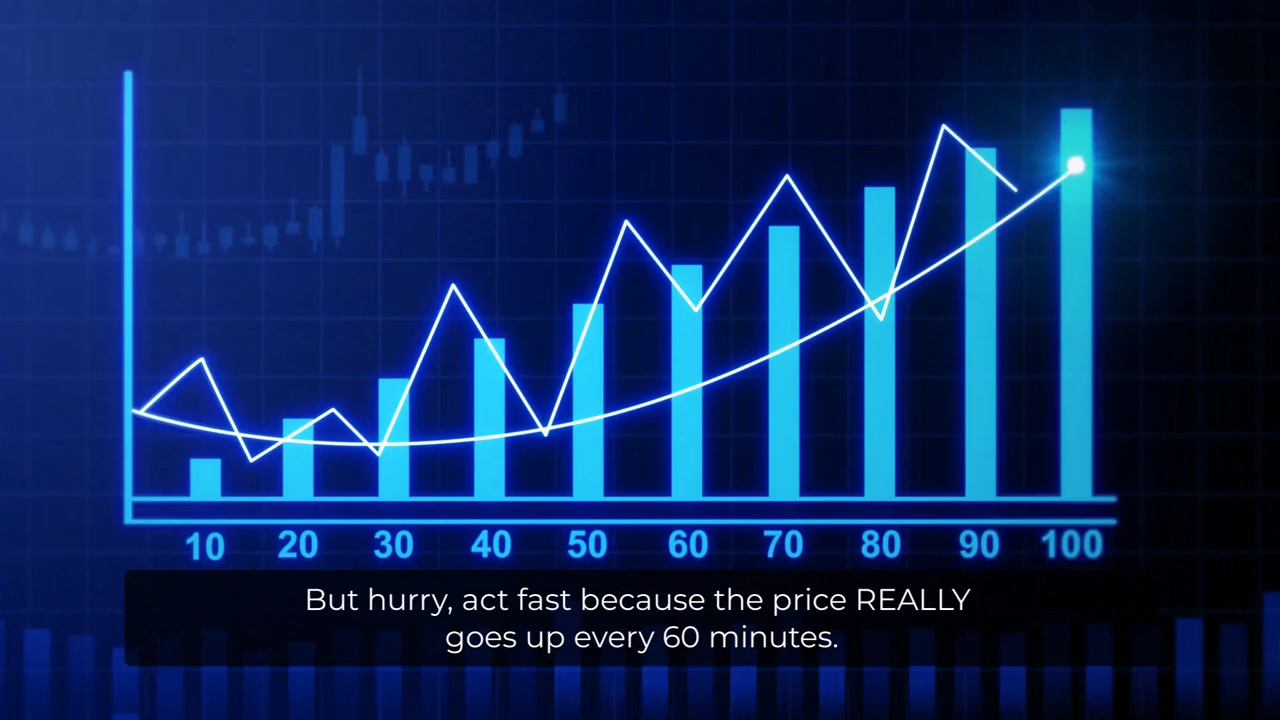 10 20 30 40 50 60 70 80 90 100
But hurry, act fast because the price REALLY
goes up every 60 minutes.